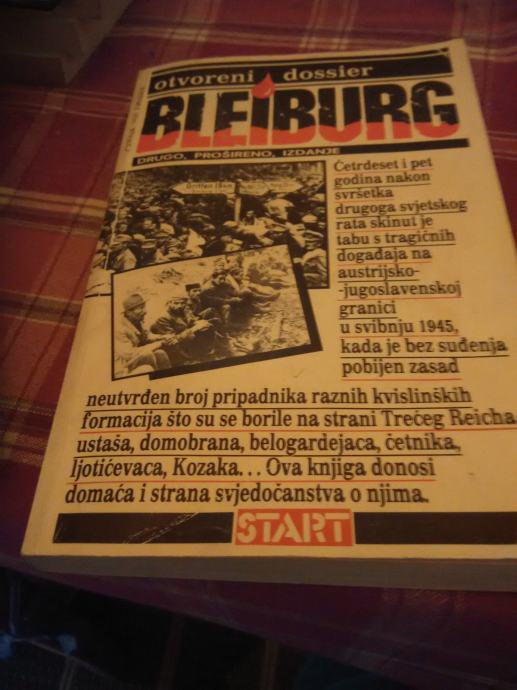 otvoreni dossier
BLEIBURG
DRUGO, PROŠIRENO, IZDANJE
Četrdeset i pet
godina nakon
svršetka
drugoga svjetskog
rata skinut je
tabu s tragičnih
događaja na
austrijsko-
-jugoslavenskoj
granici
u svibnju 1945,
kada je bez suđenja
pobijen zasad
neutvrđen broj pripadnika raznih kvislinških
formacija što su se borile na strani Trećeg Reicha
ustaša, domobrana, belogardejaca, četnika,
ljotićevaca, Kozaka... Ova knjiga donosi
domaća i strana svjedočanstva o njima.
START